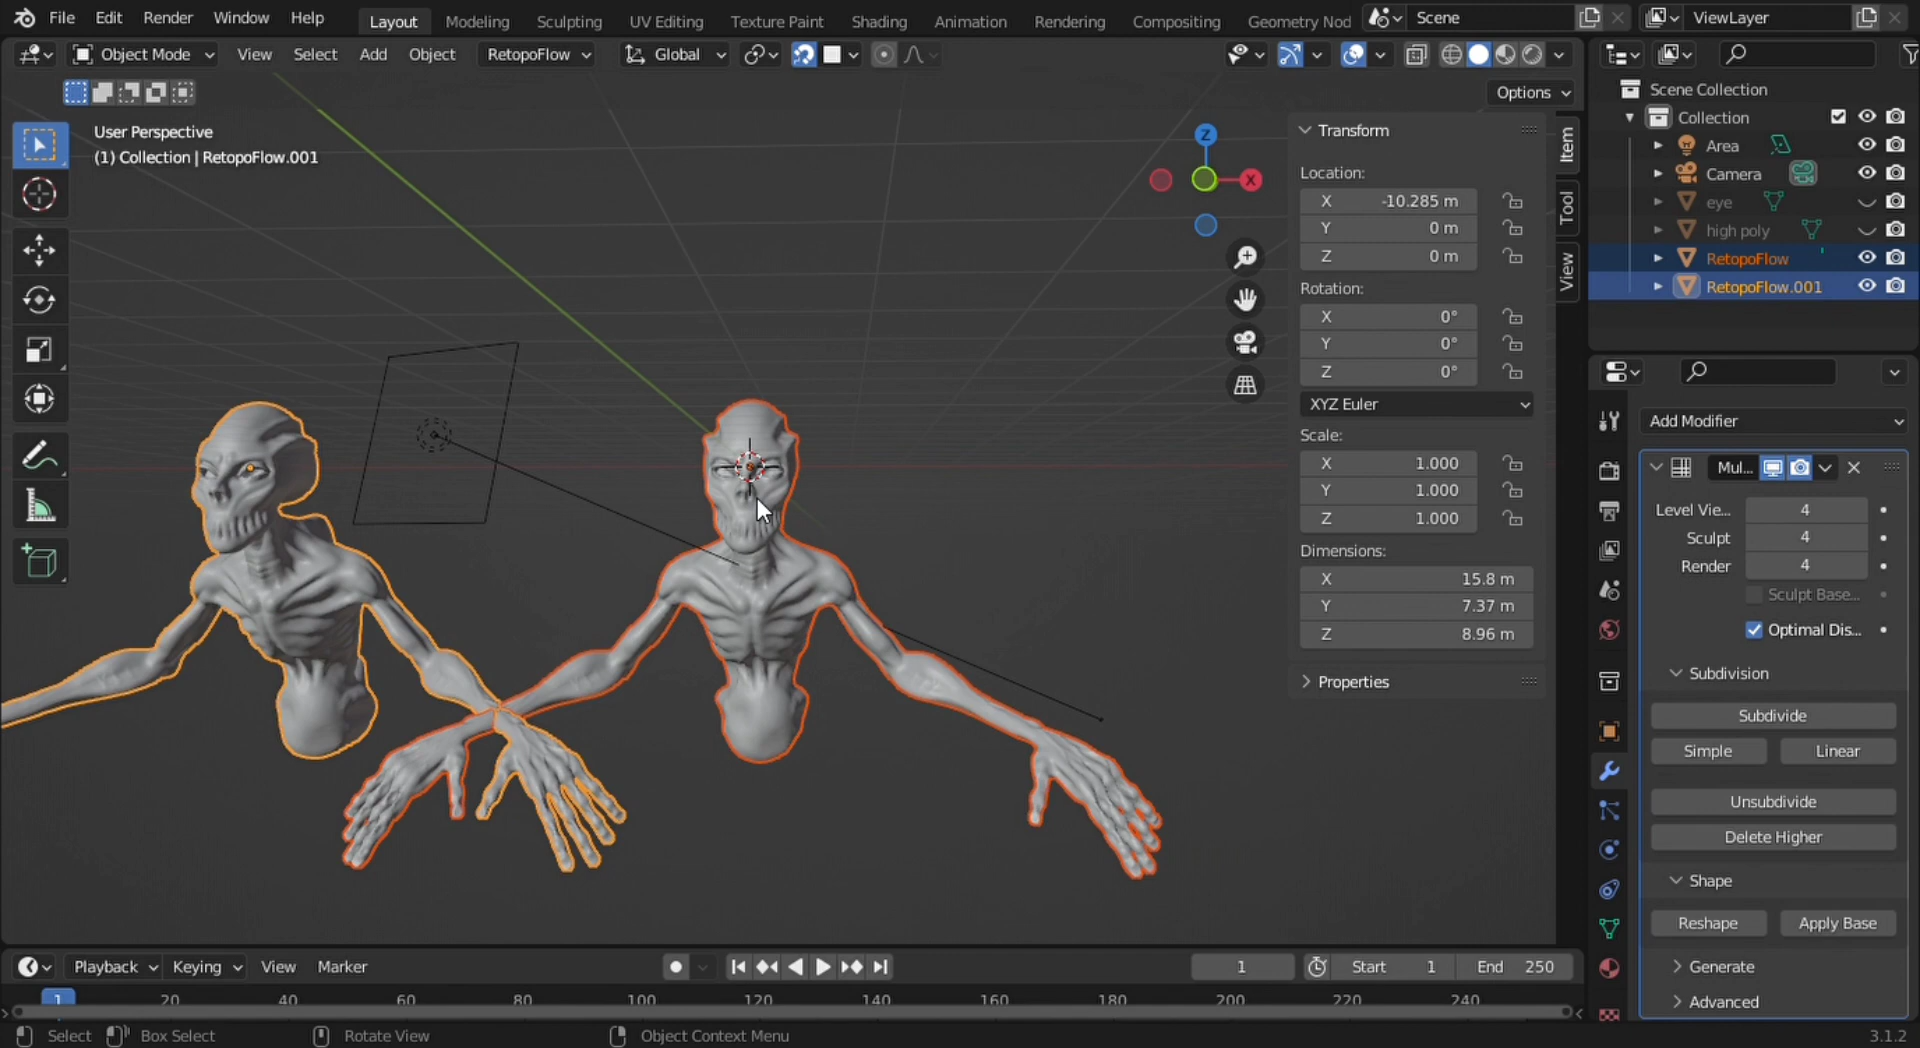 File Edit Render Window Help Layout Modeling Sculpting UV Editing Texture Paint Shading Animation Rendering Compositing Geometry Nod Scene ViewLayer
Object Mode View Select Add Object RetopoFlow Global
Options
User Perspective
(1) Collection | RetopoFlow.001
Z
X
Transform
Location:
X -10.285 m
Y 0 m
Z 0 m
Rotation:
X 0°
Y 0°
Z 0°
XYZ Euler
Scale:
X 1.000
Y 1.000
Z 1.000
Dimensions:
X 15.8 m
Y 7.37 m
Z 8.96 m
Properties
Item
Tool
View
Scene Collection
Collection
Area
Camera
eye
high poly
RetopoFlow
RetopoFlow.001
Add Modifier
Mul...
Level Vie... 4
Sculpt 4
Render 4
Sculpt Base...
Optimal Dis...
Subdivision
Subdivide
Simple Linear
Unsubdivide
Delete Higher
Shape
Reshape Apply Base
Generate
Advanced
Playback Keying View Marker 1 Start 1 End 250
1 20 40 60 80 100 120 140 160 180 200 220 240
Select Box Select Rotate View Object Context Menu 3.1.2